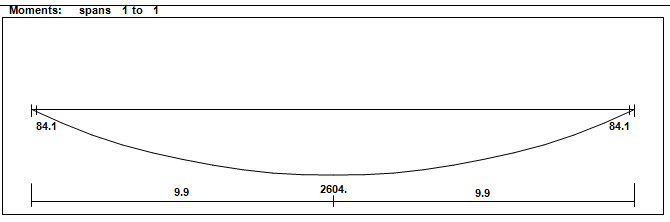 Moments: spans 1 to 1
84.1 84.1
9.9 2604. 9.9